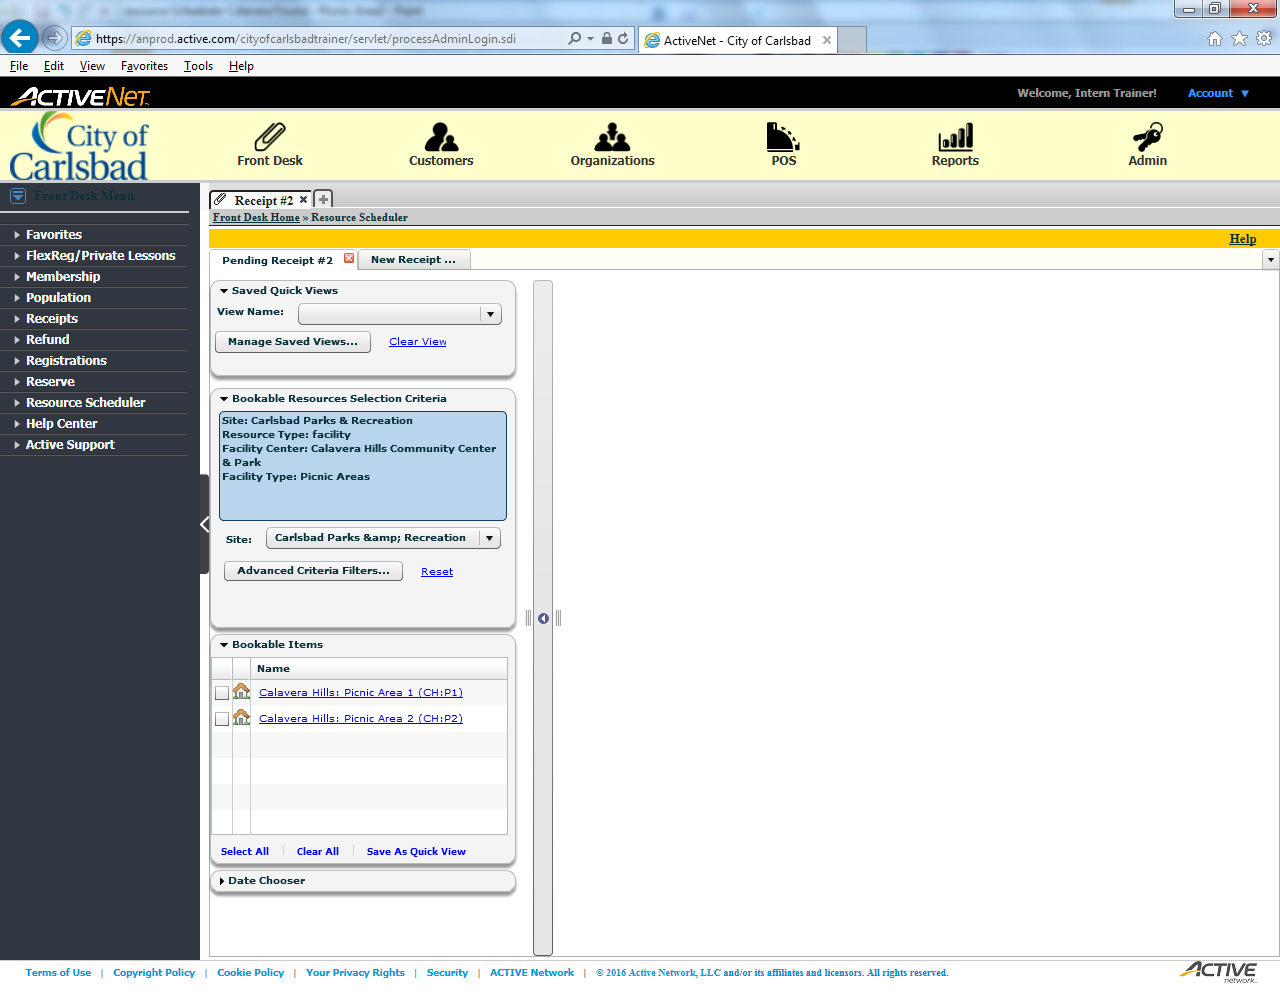 https://anprod.active.com/cityofcarlsbadtrainer/servlet/processAdminLogin.sdi
ActiveNet - City of Carlsbad
File Edit View Favorites Tools Help
ACTIVENET
Welcome, Intern Trainer! Account
City of
Carlsbad
Front Desk Customers Organizations POS Reports Admin
Front Desk Menu
Favorites
FlexReg/Private Lessons
Membership
Population
Receipts
Refund
Registrations
Reserve
Resource Scheduler
Help Center
Active Support
Receipt #2
Front Desk Home » Resource Scheduler
Help
Pending Receipt #2 New Receipt ...
Saved Quick Views
View Name:
Manage Saved Views... Clear View
Bookable Resources Selection Criteria
Site: Carlsbad Parks & Recreation
Resource Type: facility
Facility Center: Calavera Hills Community Center
& Park
Facility Type: Picnic Areas
Site: Carlsbad Parks &amp; Recreation
Advanced Criteria Filters... Reset
Bookable Items
Name
Calavera Hills: Picnic Area 1 (CH:P1)
Calavera Hills: Picnic Area 2 (CH:P2)
Select All Clear All Save As Quick View
Date Chooser
Terms of Use | Copyright Policy | Cookie Policy | Your Privacy Rights | Security | ACTIVE Network | © 2016 Active Network, LLC and/or its affiliates and licensors. All rights reserved.
ACTIVE
network.